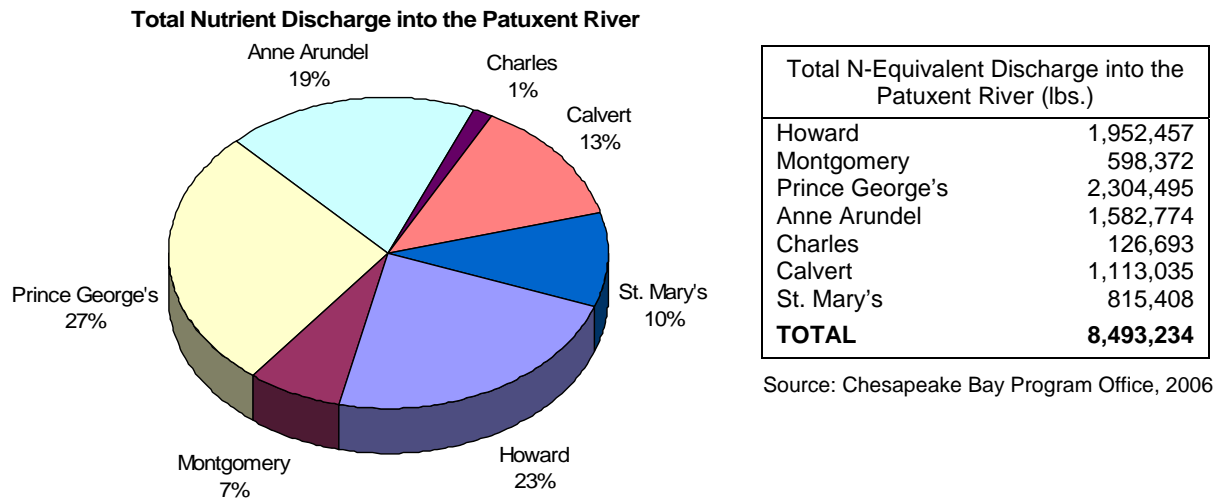 Total Nutrient Discharge into the Patuxent River
Anne Arundel
19%
Charles
1%
Calvert
13%
St. Mary's
10%
Howard
23%
Montgomery
7%
Prince George's
27%
Total N-Equivalent Discharge into the
Patuxent River (lbs.)
Howard 1,952,457
Montgomery 598,372
Prince George's 2,304,495
Anne Arundel 1,582,774
Charles 126,693
Calvert 1,113,035
St. Mary's 815,408
TOTAL 8,493,234
Source: Chesapeake Bay Program Office, 2006